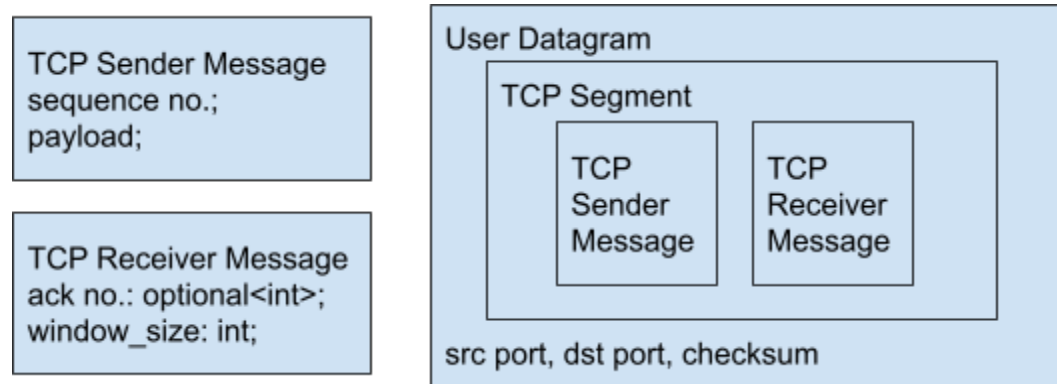 TCP Sender Message
sequence no.;
payload;
TCP Receiver Message
ack no.: optional<int>;
window_size: int;
User Datagram
TCP Segment
TCP
Sender
Message
TCP
Receiver
Message
src port, dst port, checksum